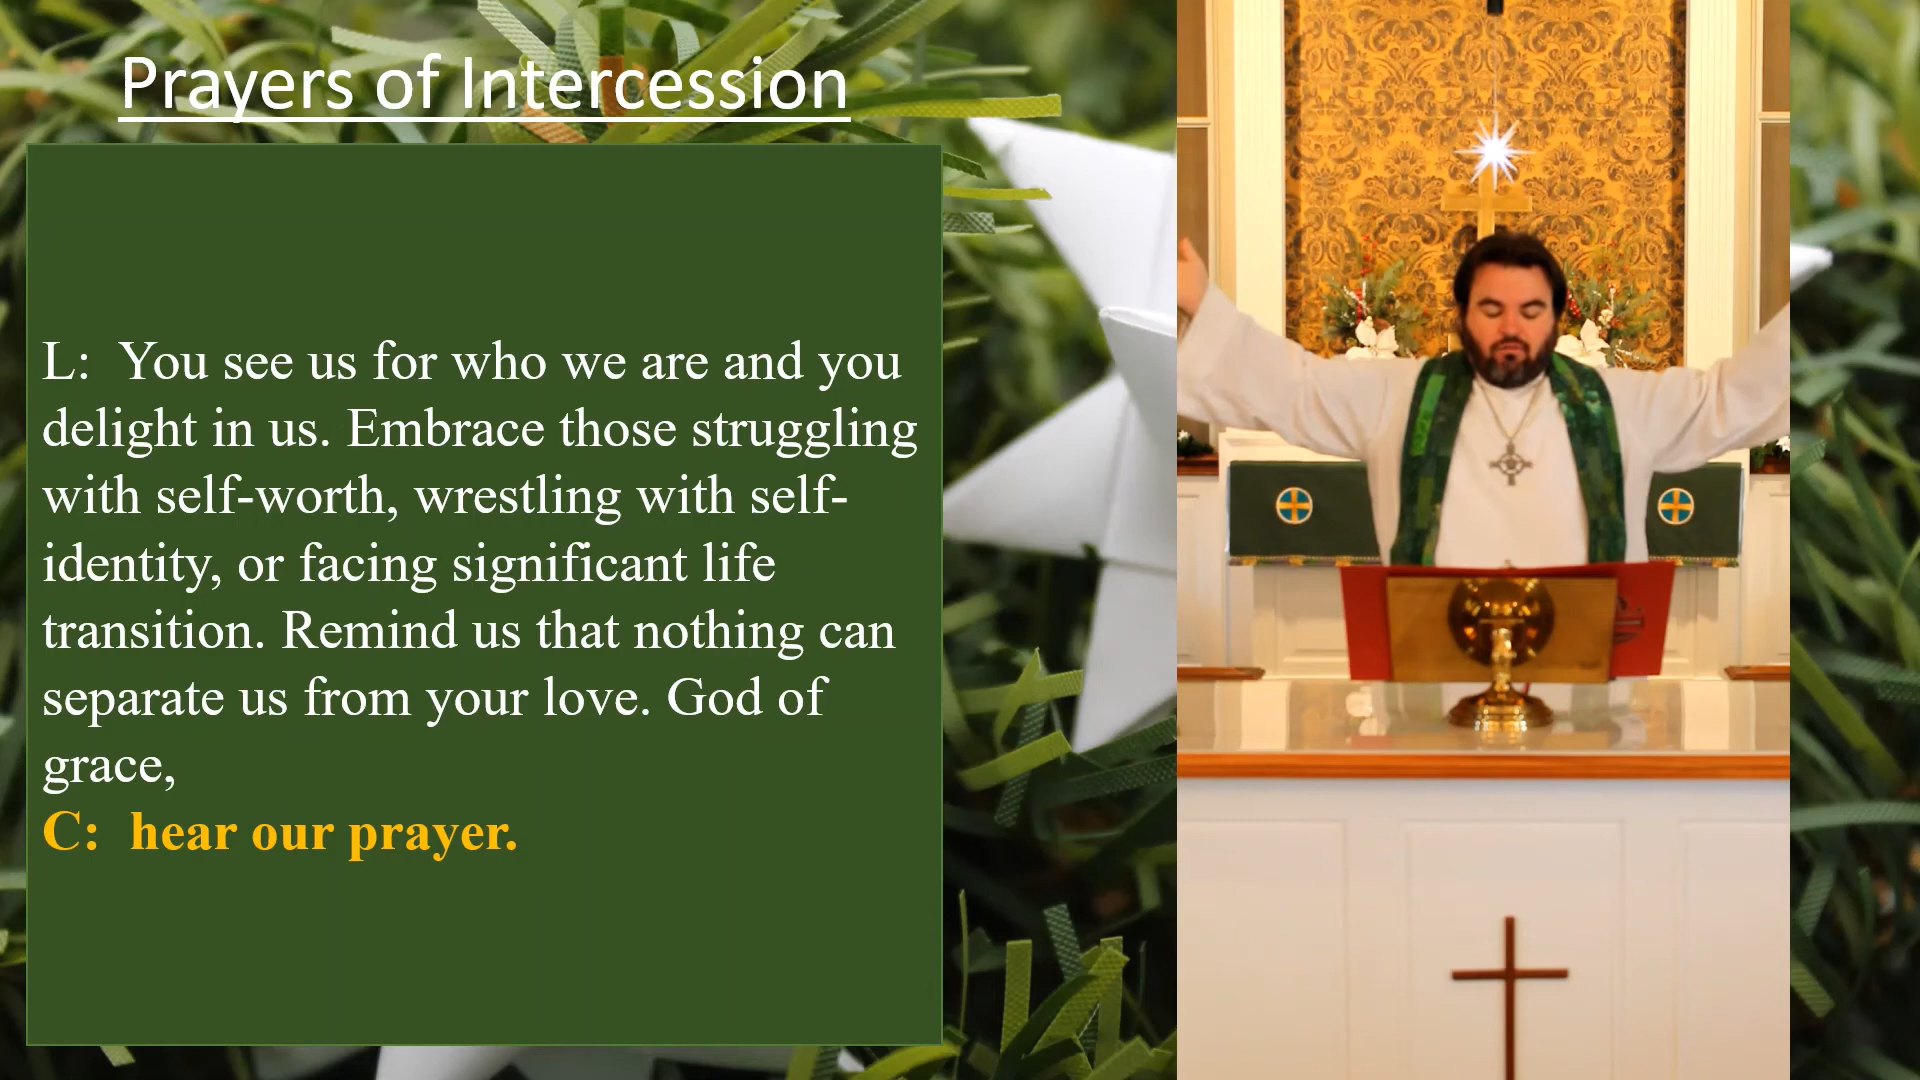 Prayers of Intercession
L:  You see us for who we are and you
delight in us. Embrace those struggling
with self-worth, wrestling with self-
identity, or facing significant life
transition. Remind us that nothing can
separate us from your love. God of
grace,
C:  hear our prayer.